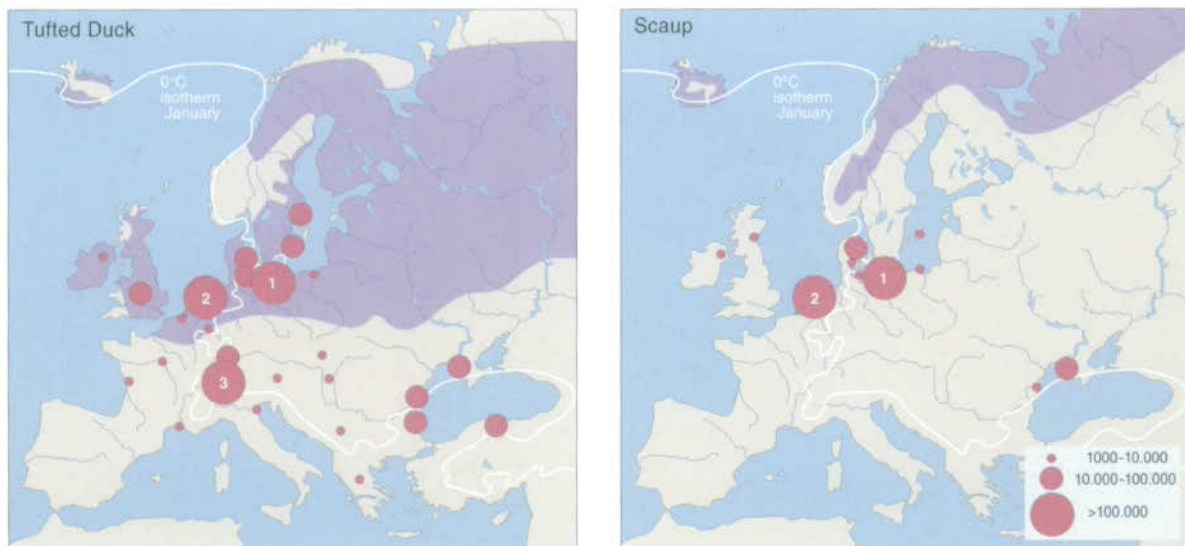 Tufted Duck
0°C
isotherm
January
1
2
3
Scaup
0°C
isotherm
January
1
2
1000-10.000
10.000-100.000
>100.000